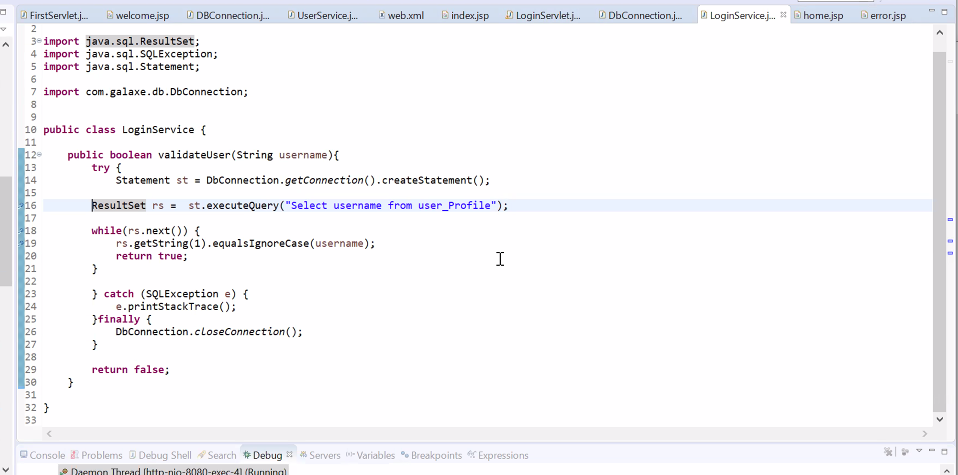 FirstServlet.j... welcome.jsp DBConnection.j... UserService.j... web.xml index.jsp LoginServlet.j... DbConnection.j... LoginService.j... home.jsp error.jsp
2
3 import java.sql.ResultSet;
4 import java.sql.SQLException;
5 import java.sql.Statement;
6
7 import com.galaxe.db.DbConnection;
8
9
10 public class LoginService {
11
12 public boolean validateUser(String username){
13 try {
14 Statement st = DbConnection.getConnection().createStatement();
15
16 ResultSet rs = st.executeQuery("Select username from user_Profile");
17
18 while(rs.next()) {
19 rs.getString(1).equalsIgnoreCase(username);
20 return true;
21 }
22
23 } catch (SQLException e) {
24 e.printStackTrace();
25 }finally {
26 DbConnection.closeConnection();
27 }
28
29 return false;
30 }
31
32 }
33
Console Problems Debug Shell Search Debug Servers Variables Breakpoints Expressions
Daemon Thread [http-nio-8080-exec-4] (Running)